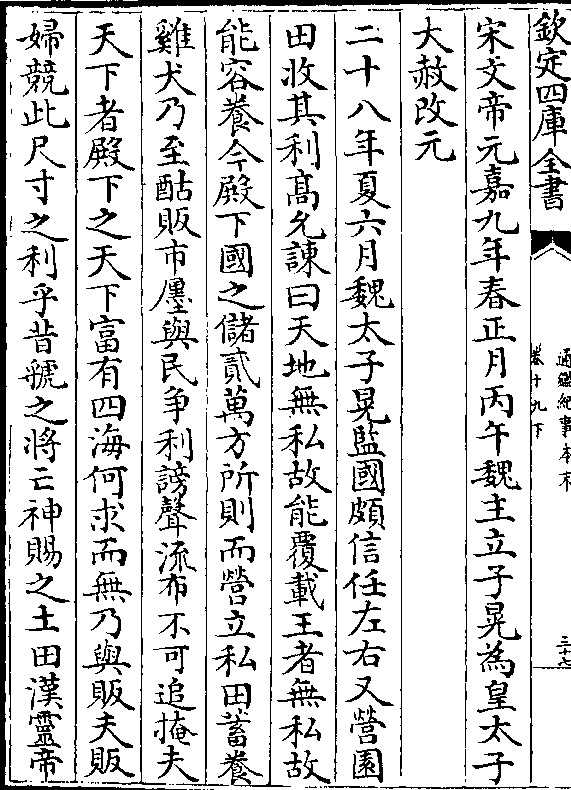 欽定四庫全書
通鑑紀事本末
卷十九下
三十七
宋文帝元嘉九年春正月丙午魏主立子晃為皇太子
大赦改元
二十八年夏六月魏太子晃監國頗信任左右又營園
田收其利高允諫曰天地無私故能覆載王者無私故
能容養今殿下國之儲貳萬方所則而營立私田蓄養
雞犬乃至酤販市㕓與民爭利謗聲流布不可追掩夫
天下者殿下之天下富有四海何求而無乃與販夫販
婦競此尺寸之利乎昔虢之將亡神賜之土田漢靈帝